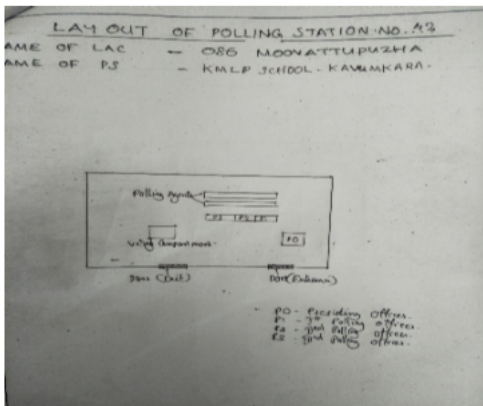 LAY OUT OF POLLING STATION NO. 43
AME OF LAC - 086 MOOVATTUPUZHA
AME OF PS - KMLP SCHOOL. KAVUMKARA.
Polling Agents
P3 P2 P1
Voting Compartment.
PO
Door (Exit)
Door (Entrance)
PO - Presiding Officer.
P1 - Polling Officer.
P2 - 2nd Polling Officer.
P3 - 3rd Polling Officer.